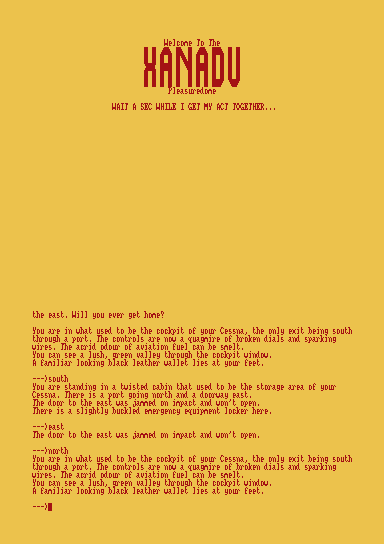 Welcome To The
XANADU
Pleasuredome
WAIT A SEC WHILE I GET MY ACT TOGETHER...
the east. Will you ever get home?
You are in what used to be the cockpit of your Cessna, the only exit being south
through a port. The controls are now a quagmire of broken dials and sparking
wires. The acrid odour of aviation fuel can be smelt.
You can see a lush, green valley through the cockpit window.
A familiar looking black leather wallet lies at your feet.
--->south
You are standing in a twisted cabin that used to be the storage area of your
Cessna. There is a port going north and a doorway east.
The door to the east was jammed on impact and won't open.
There is a slightly buckled emergency equipment locker here.
--->east
The door to the east was jammed on impact and won't open.
--->north
You are in what used to be the cockpit of your Cessna, the only exit being south
through a port. The controls are now a quagmire of broken dials and sparking
wires. The acrid odour of aviation fuel can be smelt.
You can see a lush, green valley through the cockpit window.
A familiar looking black leather wallet lies at your feet.
--->